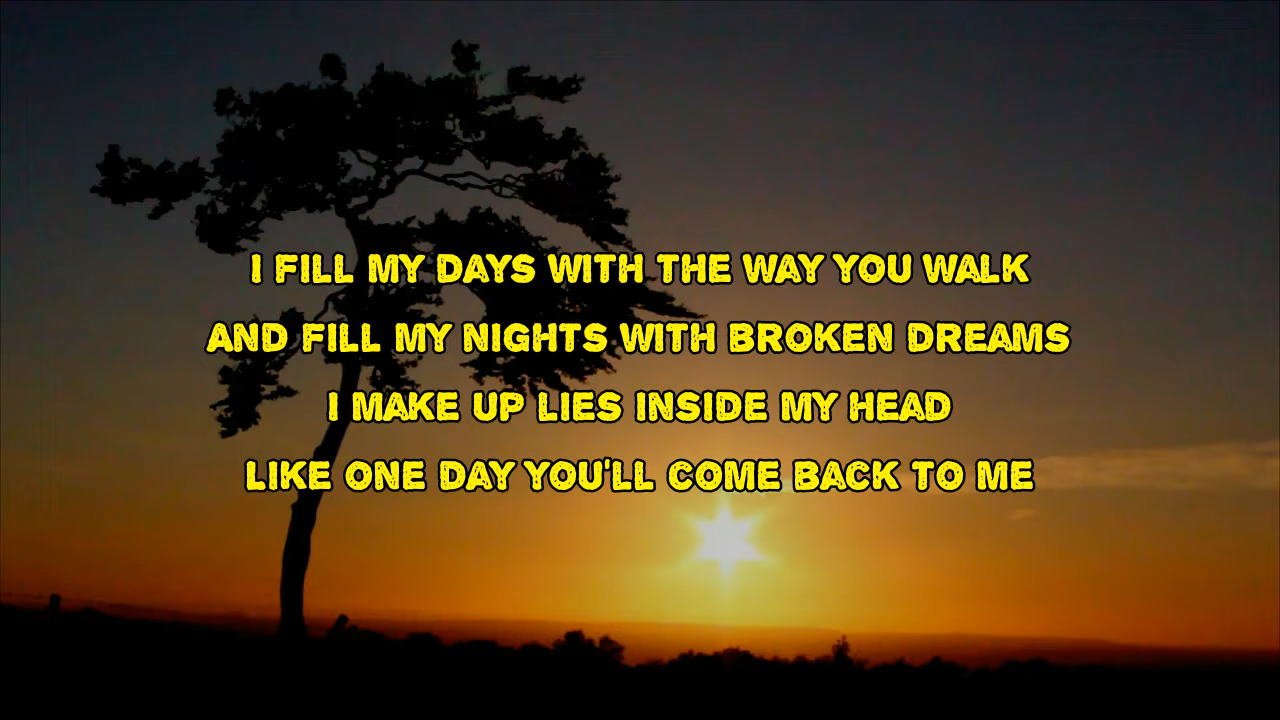 I FILL MY DAYS WITH THE WAY YOU WALK
AND FILL MY NIGHTS WITH BROKEN DREAMS
I MAKE UP LIES INSIDE MY HEAD
LIKE ONE DAY YOU'LL COME BACK TO ME